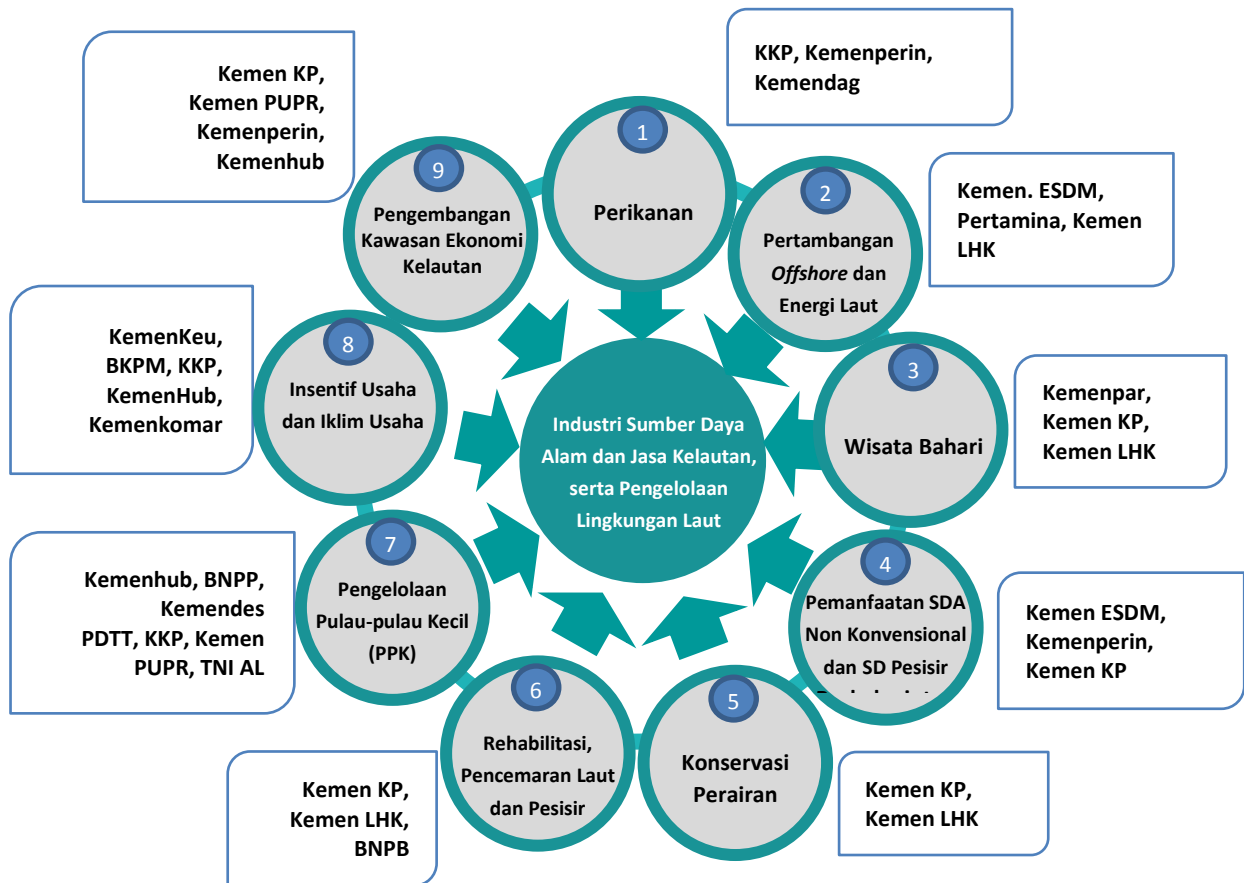 KKP, Kemenperin,
Kemendag
1
Perikanan
Kemen. ESDM,
Pertamina, Kemen
LHK
2
Pertambangan
Offshore dan
Energi Laut
Kemenpar,
Kemen KP,
Kemen LHK
3
Wisata Bahari
Kemen ESDM,
Kemenperin,
Kemen KP
4
Pemanfaatan SDA
Non Konvensional
dan SD Pesisir
Kemen KP,
Kemen LHK
5
Konservasi
Perairan
Kemen KP,
Kemen LHK,
BNPB
6
Rehabilitasi,
Pencemaran Laut
dan Pesisir
Kemenhub, BNPP,
Kemendes
PDTT, KKP, Kemen
PUPR, TNI AL
7
Pengelolaan
Pulau-pulau Kecil
(PPK)
KemenKeu,
BKPM, KKP,
KemenHub,
Kemenkomar
8
Insentif Usaha
dan Iklim Usaha
Kemen KP,
Kemen PUPR,
Kemenperin,
Kemenhub
9
Pengembangan
Kawasan Ekonomi
Kelautan
Industri Sumber Daya
Alam dan Jasa Kelautan,
serta Pengelolaan
Lingkungan Laut